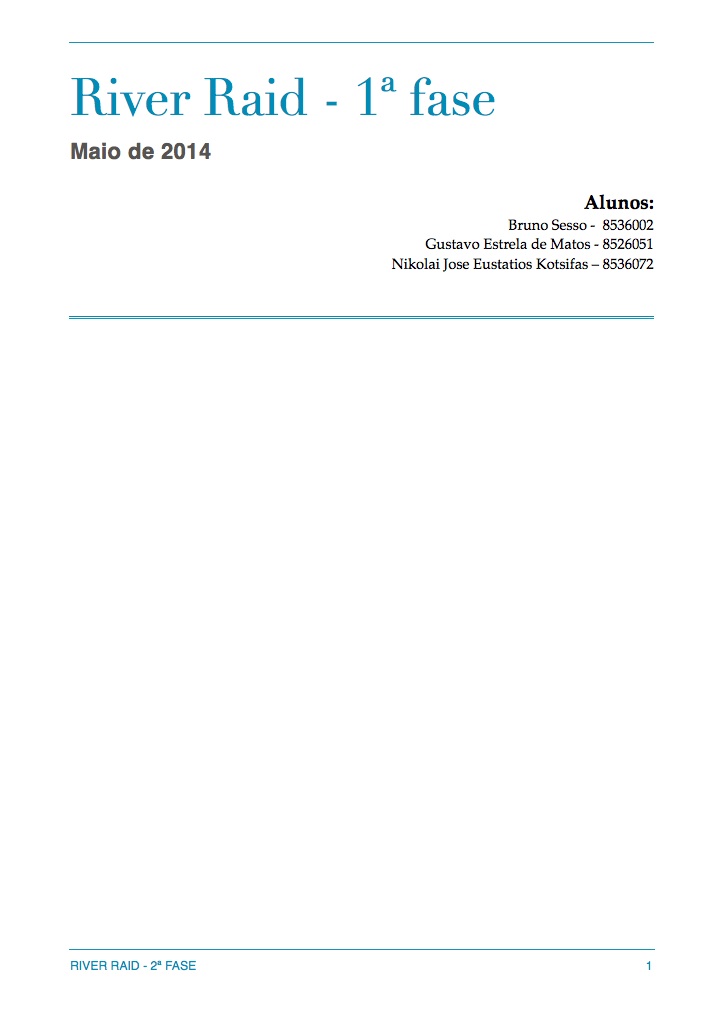 River Raid - 1ª fase
Maio de 2014
Alunos:
Bruno Sesso - 8536002
Gustavo Estrela de Matos - 8526051
Nikolai Jose Eustatios Kotsifas – 8536072
RIVER RAID - 2ª FASE 1